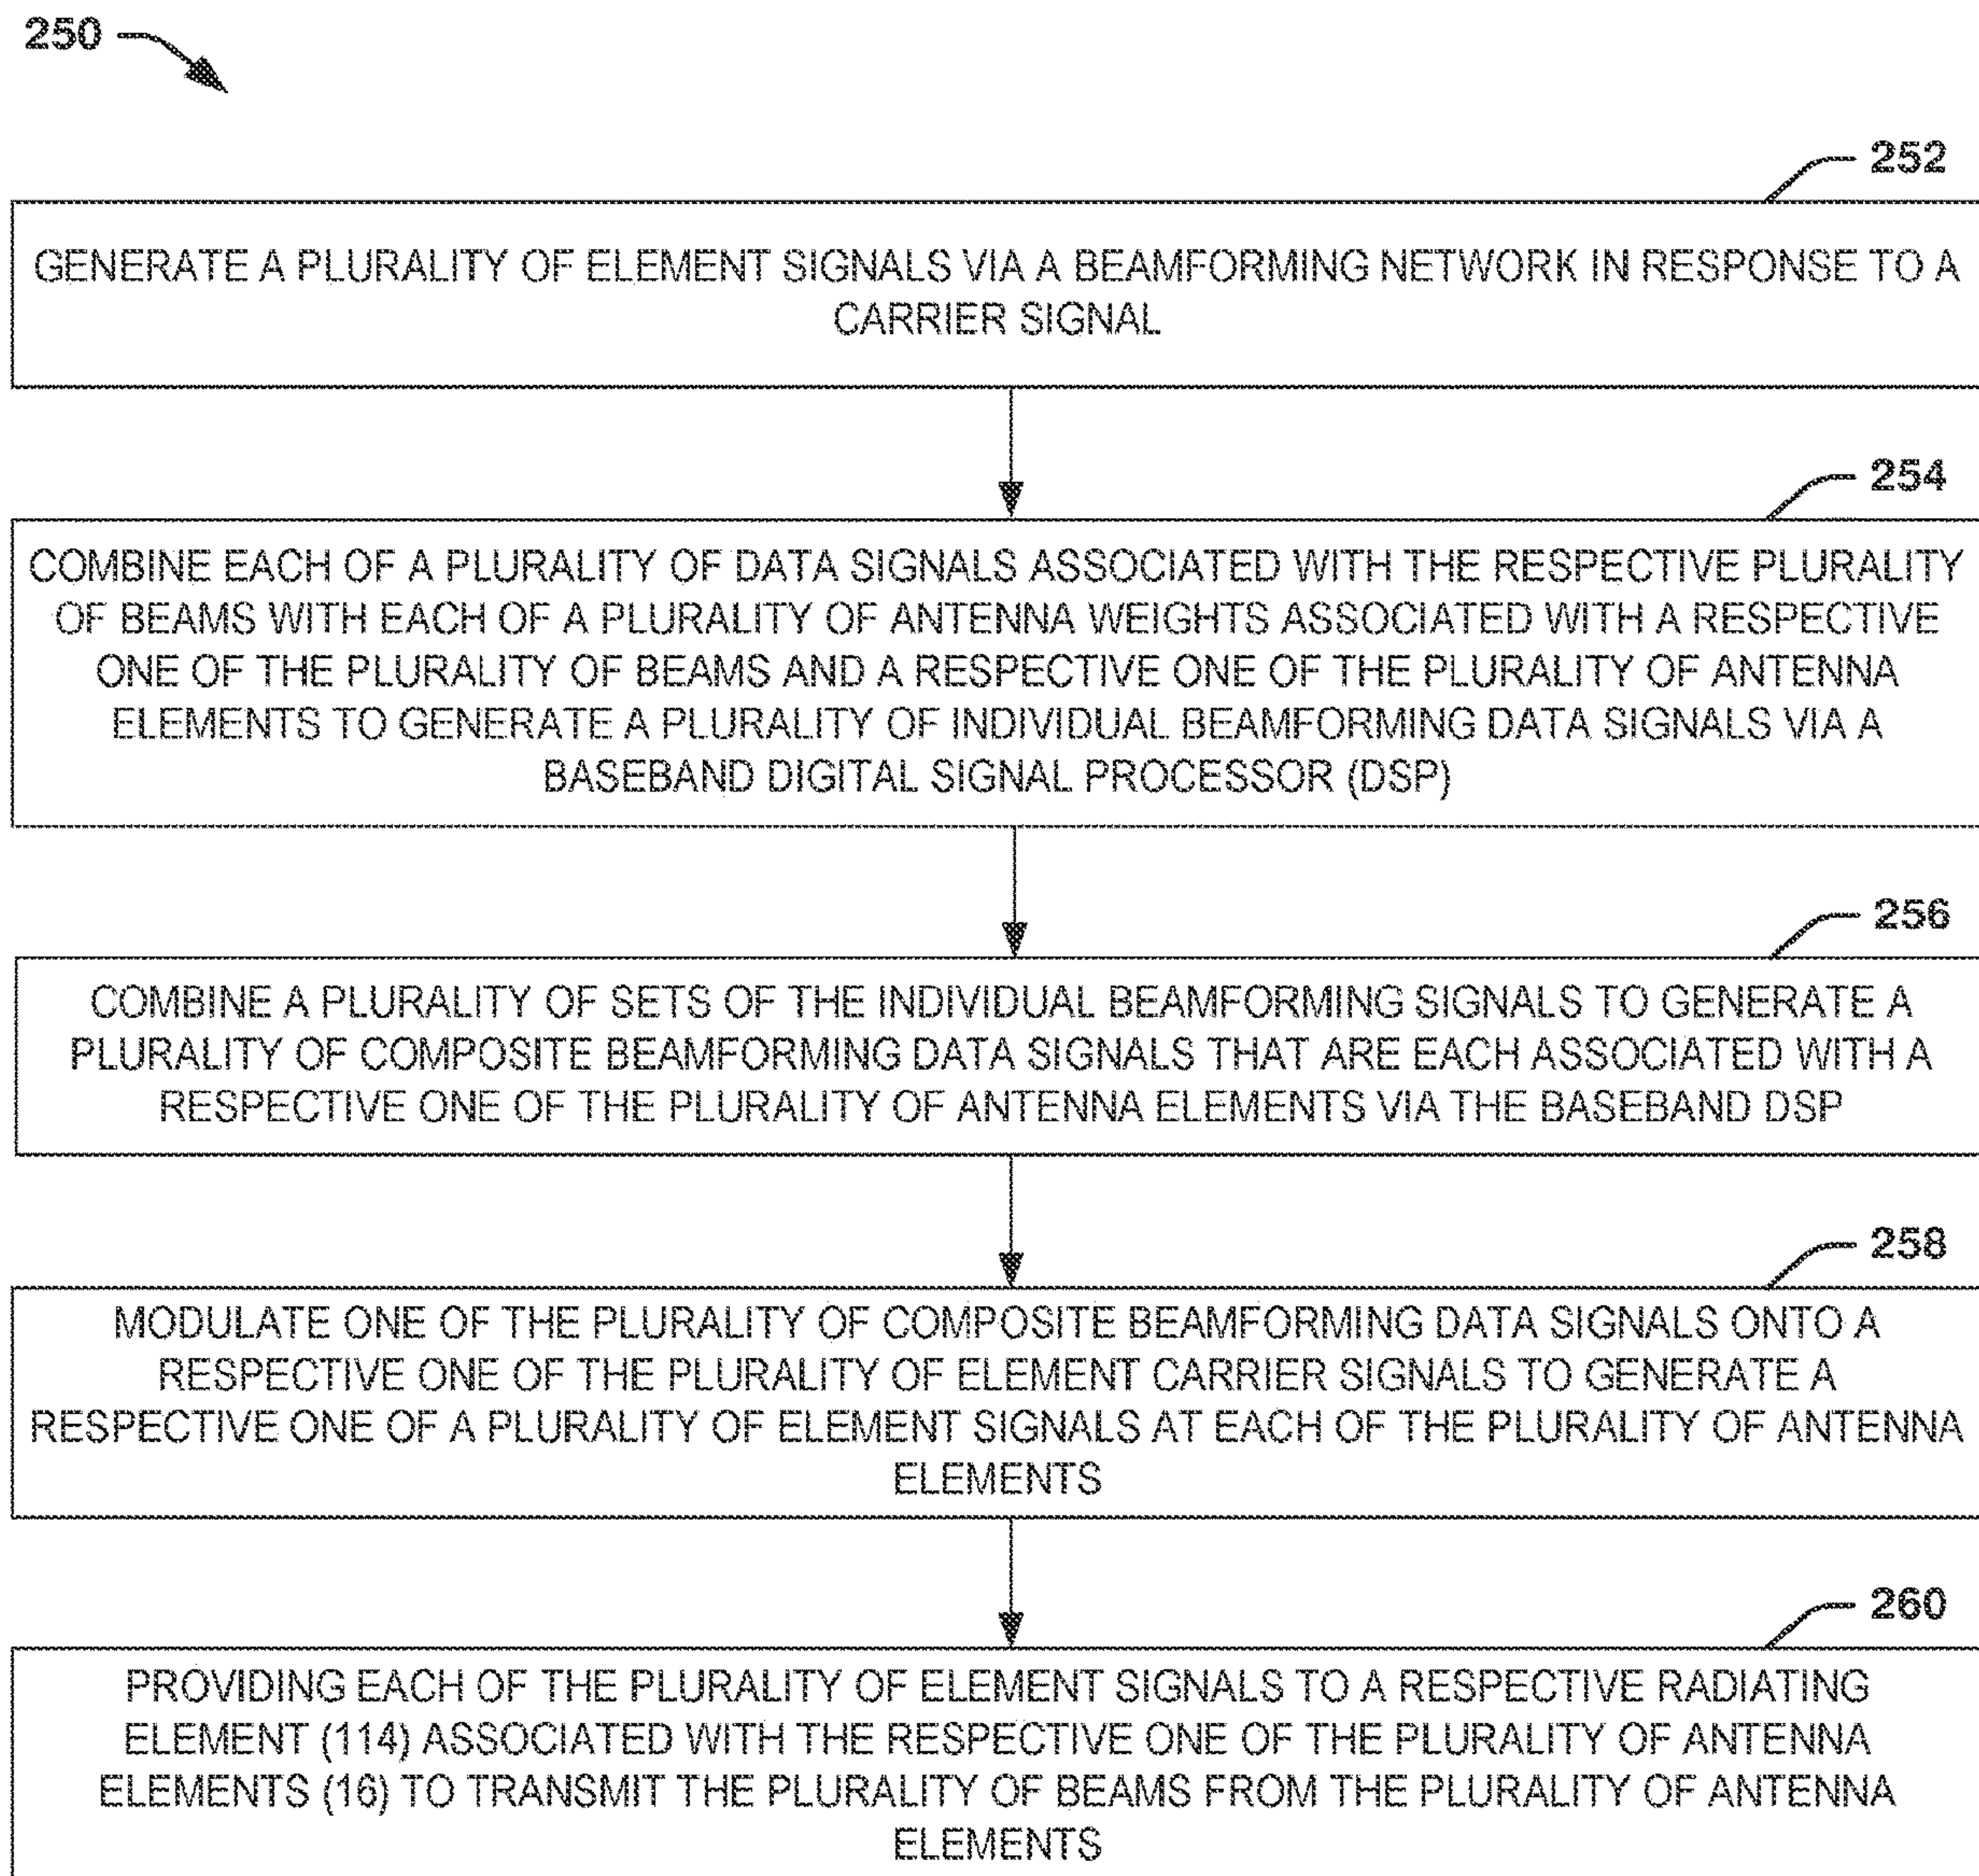 250
252
GENERATE A PLURALITY OF ELEMENT SIGNALS VIA A BEAMFORMING NETWORK IN RESPONSE TO A
CARRIER SIGNAL
254
COMBINE EACH OF A PLURALITY OF DATA SIGNALS ASSOCIATED WITH THE RESPECTIVE PLURALITY
OF BEAMS WITH EACH OF A PLURALITY OF ANTENNA WEIGHTS ASSOCIATED WITH A RESPECTIVE
ONE OF THE PLURALITY OF BEAMS AND A RESPECTIVE ONE OF THE PLURALITY OF ANTENNA
ELEMENTS TO GENERATE A PLURALITY OF INDIVIDUAL BEAMFORMING DATA SIGNALS VIA A
BASEBAND DIGITAL SIGNAL PROCESSOR (DSP)
256
COMBINE A PLURALITY OF SETS OF THE INDIVIDUAL BEAMFORMING SIGNALS TO GENERATE A
PLURALITY OF COMPOSITE BEAMFORMING DATA SIGNALS THAT ARE EACH ASSOCIATED WITH A
RESPECTIVE ONE OF THE PLURALITY OF ANTENNA ELEMENTS VIA THE BASEBAND DSP
258
MODULATE ONE OF THE PLURALITY OF COMPOSITE BEAMFORMING DATA SIGNALS ONTO A
RESPECTIVE ONE OF THE PLURALITY OF ELEMENT CARRIER SIGNALS TO GENERATE A
RESPECTIVE ONE OF A PLURALITY OF ELEMENT SIGNALS AT EACH OF THE PLURALITY OF ANTENNA
ELEMENTS
260
PROVIDING EACH OF THE PLURALITY OF ELEMENT SIGNALS TO A RESPECTIVE RADIATING
ELEMENT (114) ASSOCIATED WITH THE RESPECTIVE ONE OF THE PLURALITY OF ANTENNA
ELEMENTS (16) TO TRANSMIT THE PLURALITY OF BEAMS FROM THE PLURALITY OF ANTENNA
ELEMENTS